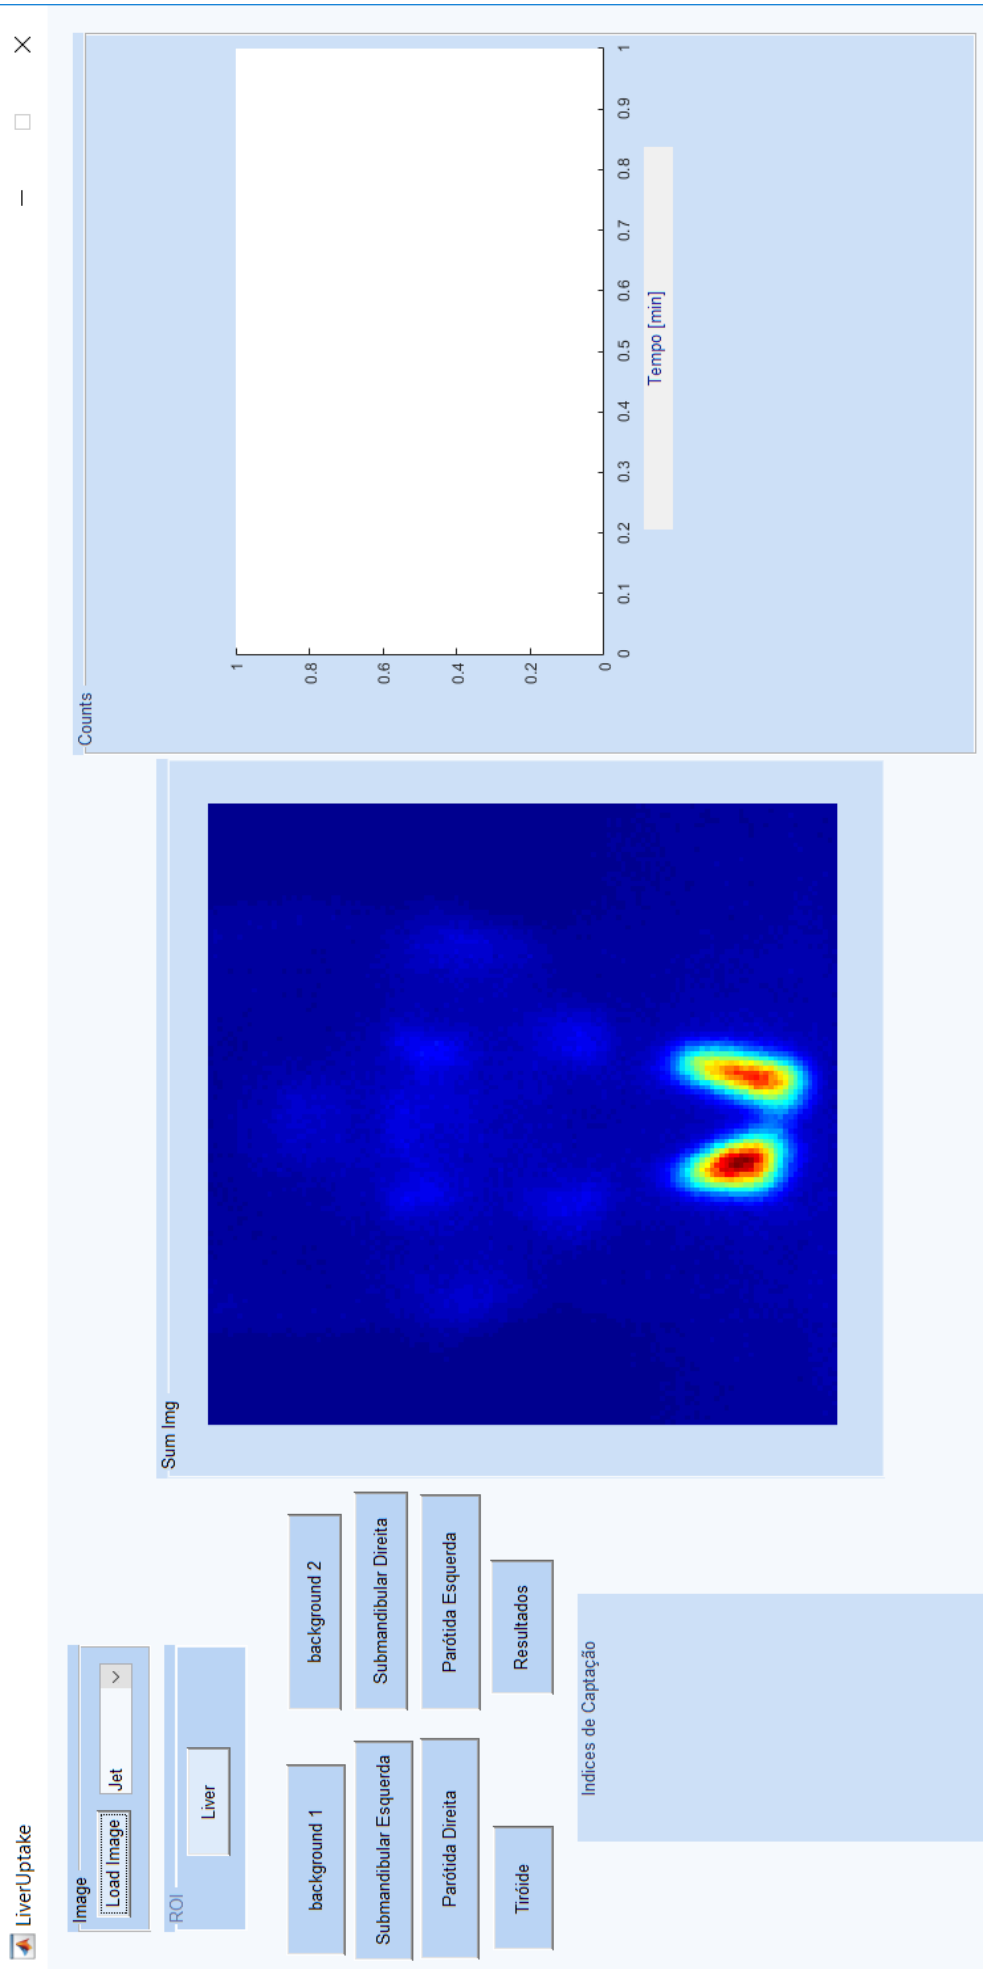 LiverUptake
Image
Load Image
Jet
ROI
Liver
background 1
background 2
Submandibular Esquerda
Submandibular Direita
Parótida Direita
Parótida Esquerda
Tiróide
Resultados
Indices de Captação
Sum Img
Counts
1
0.8
0.6
0.4
0.2
0
0 0.1 0.2 0.3 0.4 0.5 0.6 0.7 0.8 0.9 1
Tempo [min]